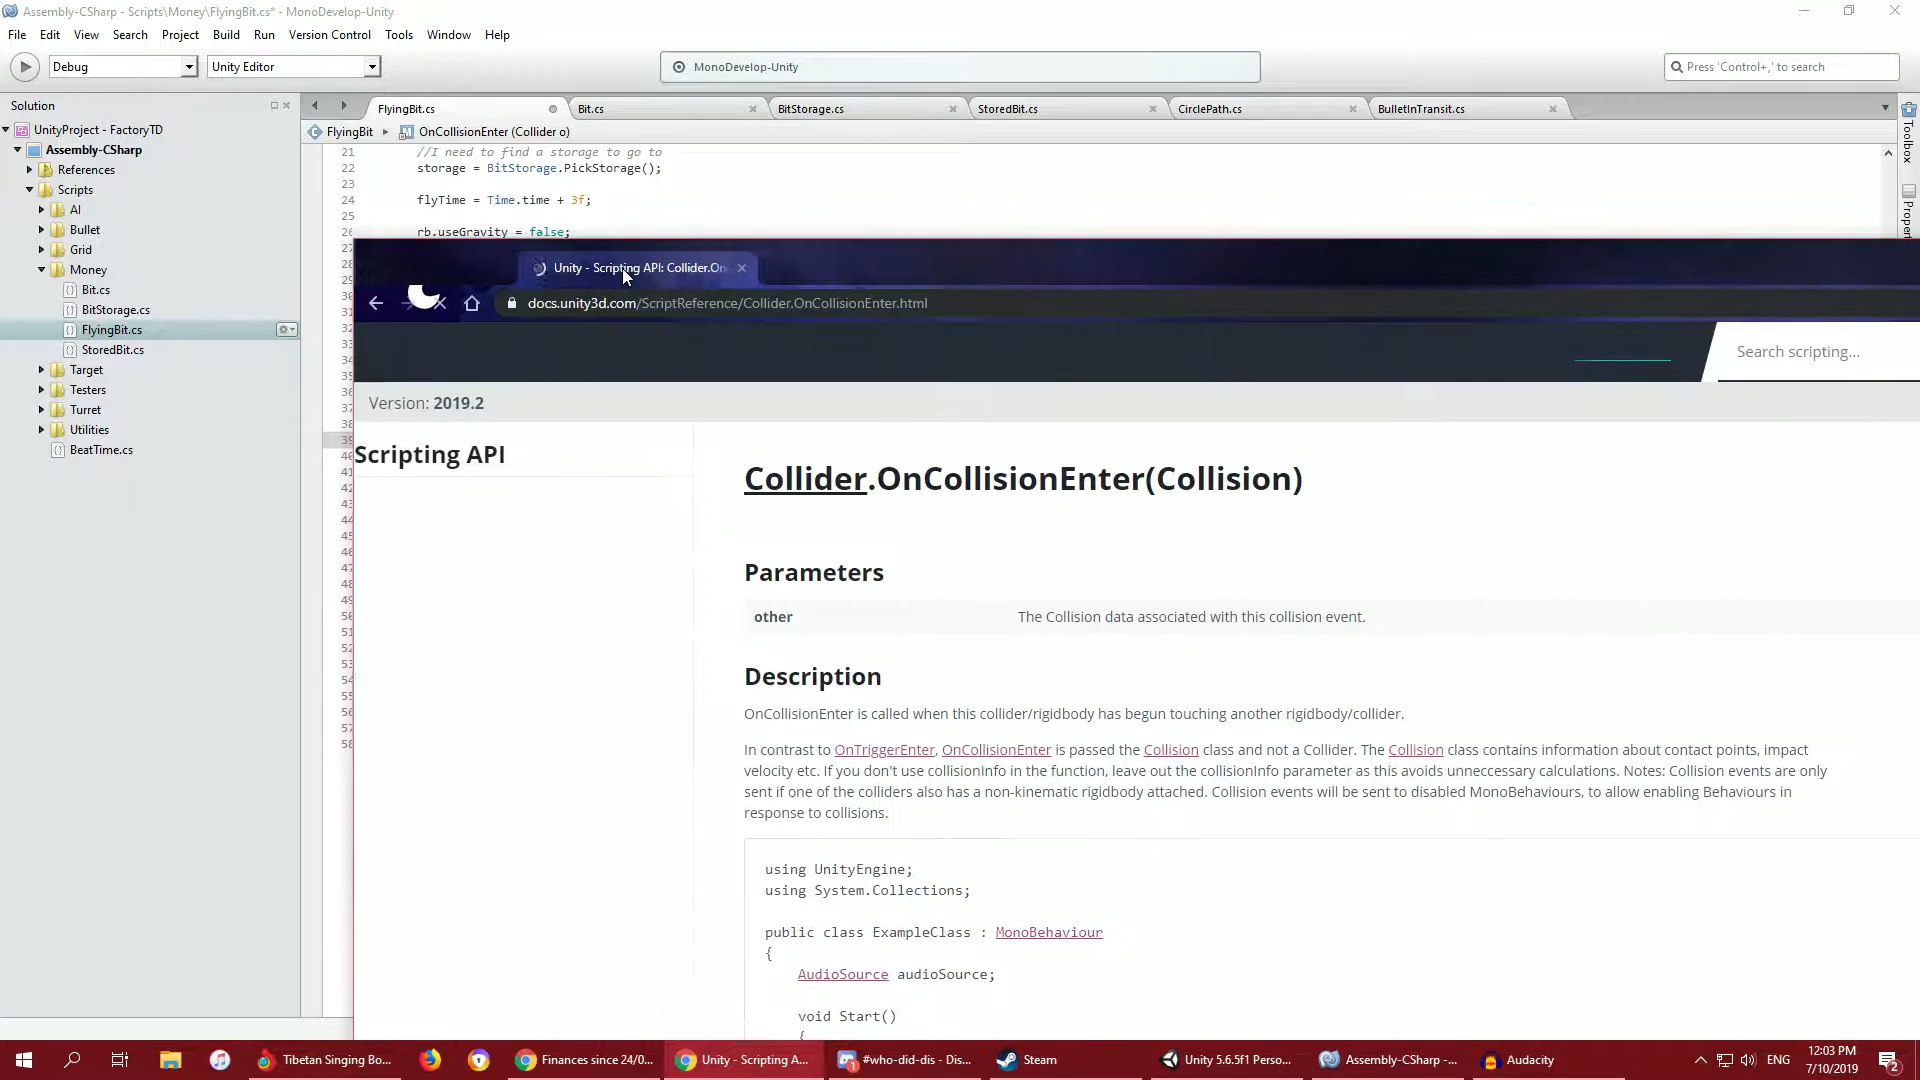 Assembly-CSharp - Scripts\Money\FlyingBit.cs* - MonoDevelop-Unity
File Edit View Search Project Build Run Version Control Tools Window Help
Debug Unity Editor MonoDevelop-Unity Press 'Control+,' to search
Solution
UnityProject - FactoryTD
Assembly-CSharp
References
Scripts
AI
Bullet
Grid
Money
Bit.cs
BitStorage.cs
FlyingBit.cs
StoredBit.cs
Target
Testers
Turret
Utilities
BeatTime.cs
FlyingBit.cs Bit.cs BitStorage.cs StoredBit.cs CirclePath.cs BulletInTransit.cs
FlyingBit OnCollisionEnter (Collider o)
21 //I need to find a storage to go to
22 storage = BitStorage.PickStorage();
23
24 flyTime = Time.time + 3f;
25
26 rb.useGravity = false;
Toolbox
Unity - Scripting API: Collider.On
docs.unity3d.com/ScriptReference/Collider.OnCollisionEnter.html
Search scripting...
Version: 2019.2
Scripting API
Collider.OnCollisionEnter(Collision)
Parameters
other The Collision data associated with this collision event.
Description
OnCollisionEnter is called when this collider/rigidbody has begun touching another rigidbody/collider.
In contrast to OnTriggerEnter, OnCollisionEnter is passed the Collision class and not a Collider. The Collision class contains information about contact points, impact
velocity etc. If you don't use collisionInfo in the function, leave out the collisionInfo parameter as this avoids unneccessary calculations. Notes: Collision events are only
sent if one of the colliders also has a non-kinematic rigidbody attached. Collision events will be sent to disabled MonoBehaviours, to allow enabling Behaviours in
response to collisions.
using UnityEngine;
using System.Collections;
public class ExampleClass : MonoBehaviour
{
AudioSource audioSource;
void Start()
{
Tibetan Singing Bo... Finances since 24/0... Unity - Scripting A... #who-did-dis - Dis... Steam Unity 5.6.5f1 Perso... Assembly-CSharp -... Audacity ENG 12:03 PM
7/10/2019 2